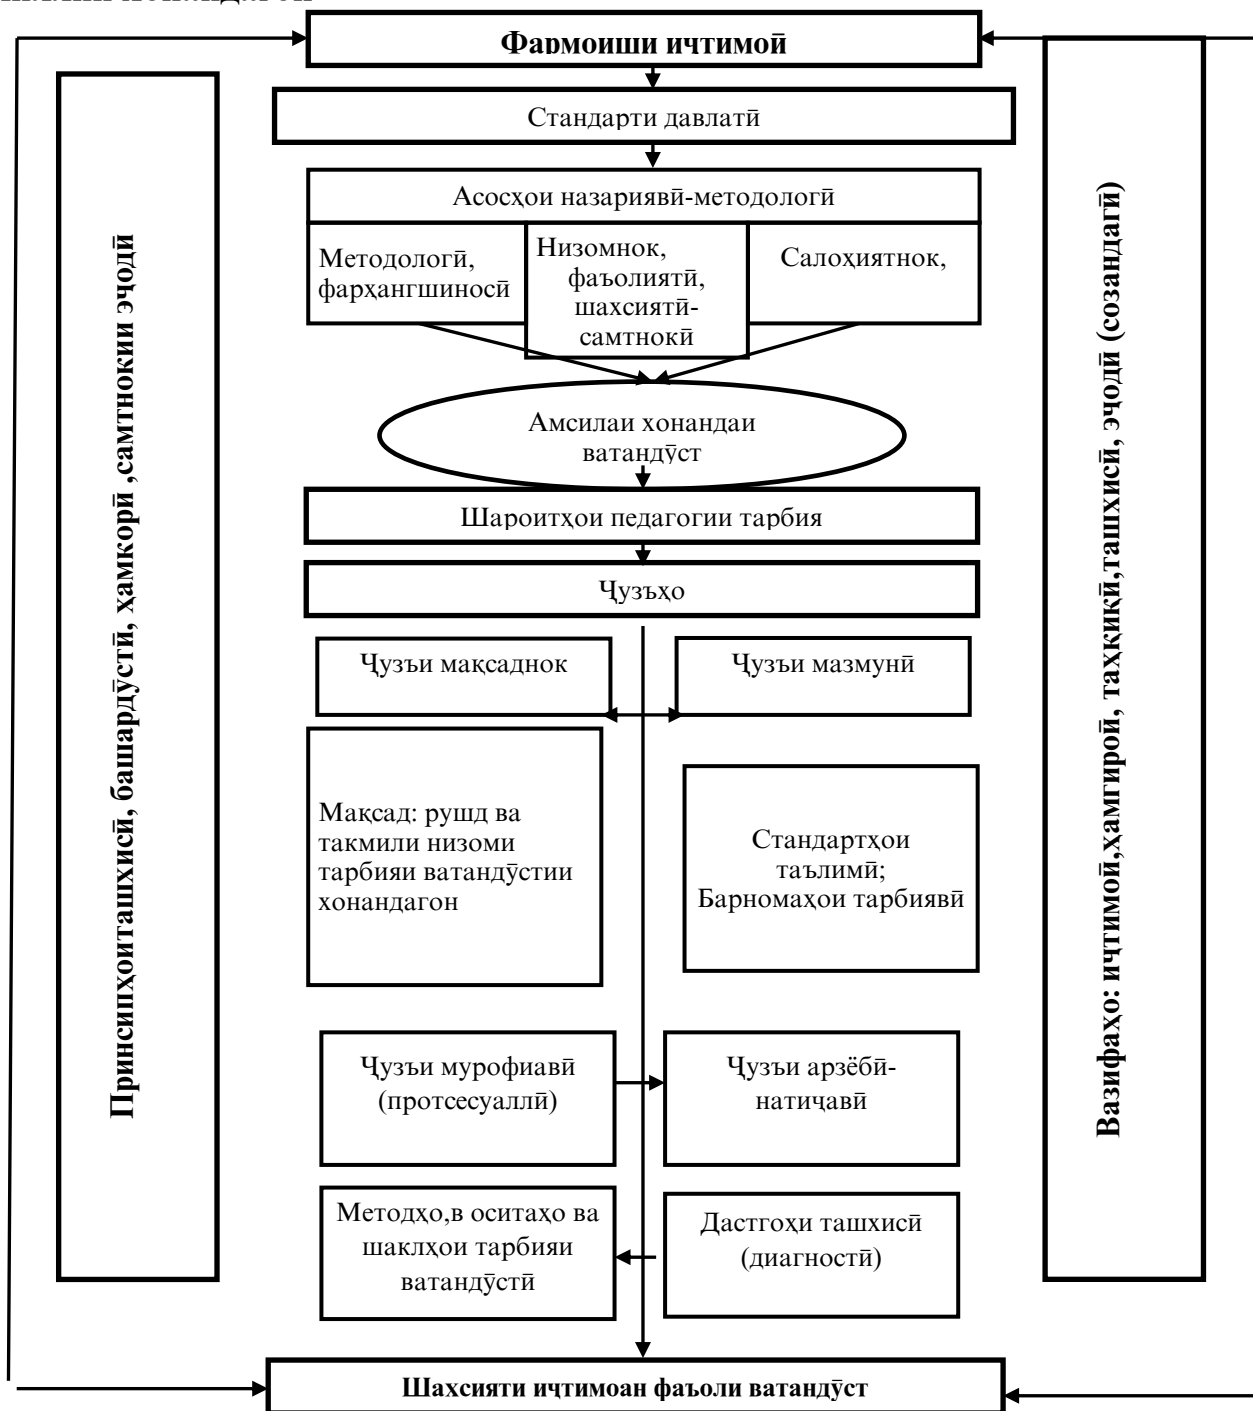 Фармоиши иҷтимоӣ
Стандарти давлатӣ
Асосҳои назариявӣ-методологӣ
Методологӣ,
фарҳангшиносӣ
Низомнок,
фаъолиятӣ,
шахсиятӣ-
самтнокӣ
Салоҳиятнок,
Амсилаи хонандаи
ватандӯст
Шароитҳои педагогии тарбия
Ҷузъҳо
Ҷузъи мақсаднок
Ҷузъи мазмунӣ
Мақсад: рушд ва
такмили низоми
тарбияи ватандӯстии
хонандагон
Стандартҳои
таълимӣ;
Барномаҳои тарбиявӣ
Ҷузъи мурофиавӣ
(протсесуаллӣ)
Ҷузъи арзёбӣ-
натиҷавӣ
Методҳо,в оситаҳо ва
шаклҳои тарбияи
ватандӯстӣ
Дастгоҳи ташхисӣ
(диагностӣ)
Шахсияти иҷтимоан фаъоли ватандӯст
Принсипҳоиташхисӣ, башардӯстӣ, ҳамкорӣ ,самтнокии эҷодӣ
Вазифаҳо: иҷтимоӣ,ҳамгироӣ, таҳқиқӣ,ташхисӣ, эҷодӣ (созандагӣ)